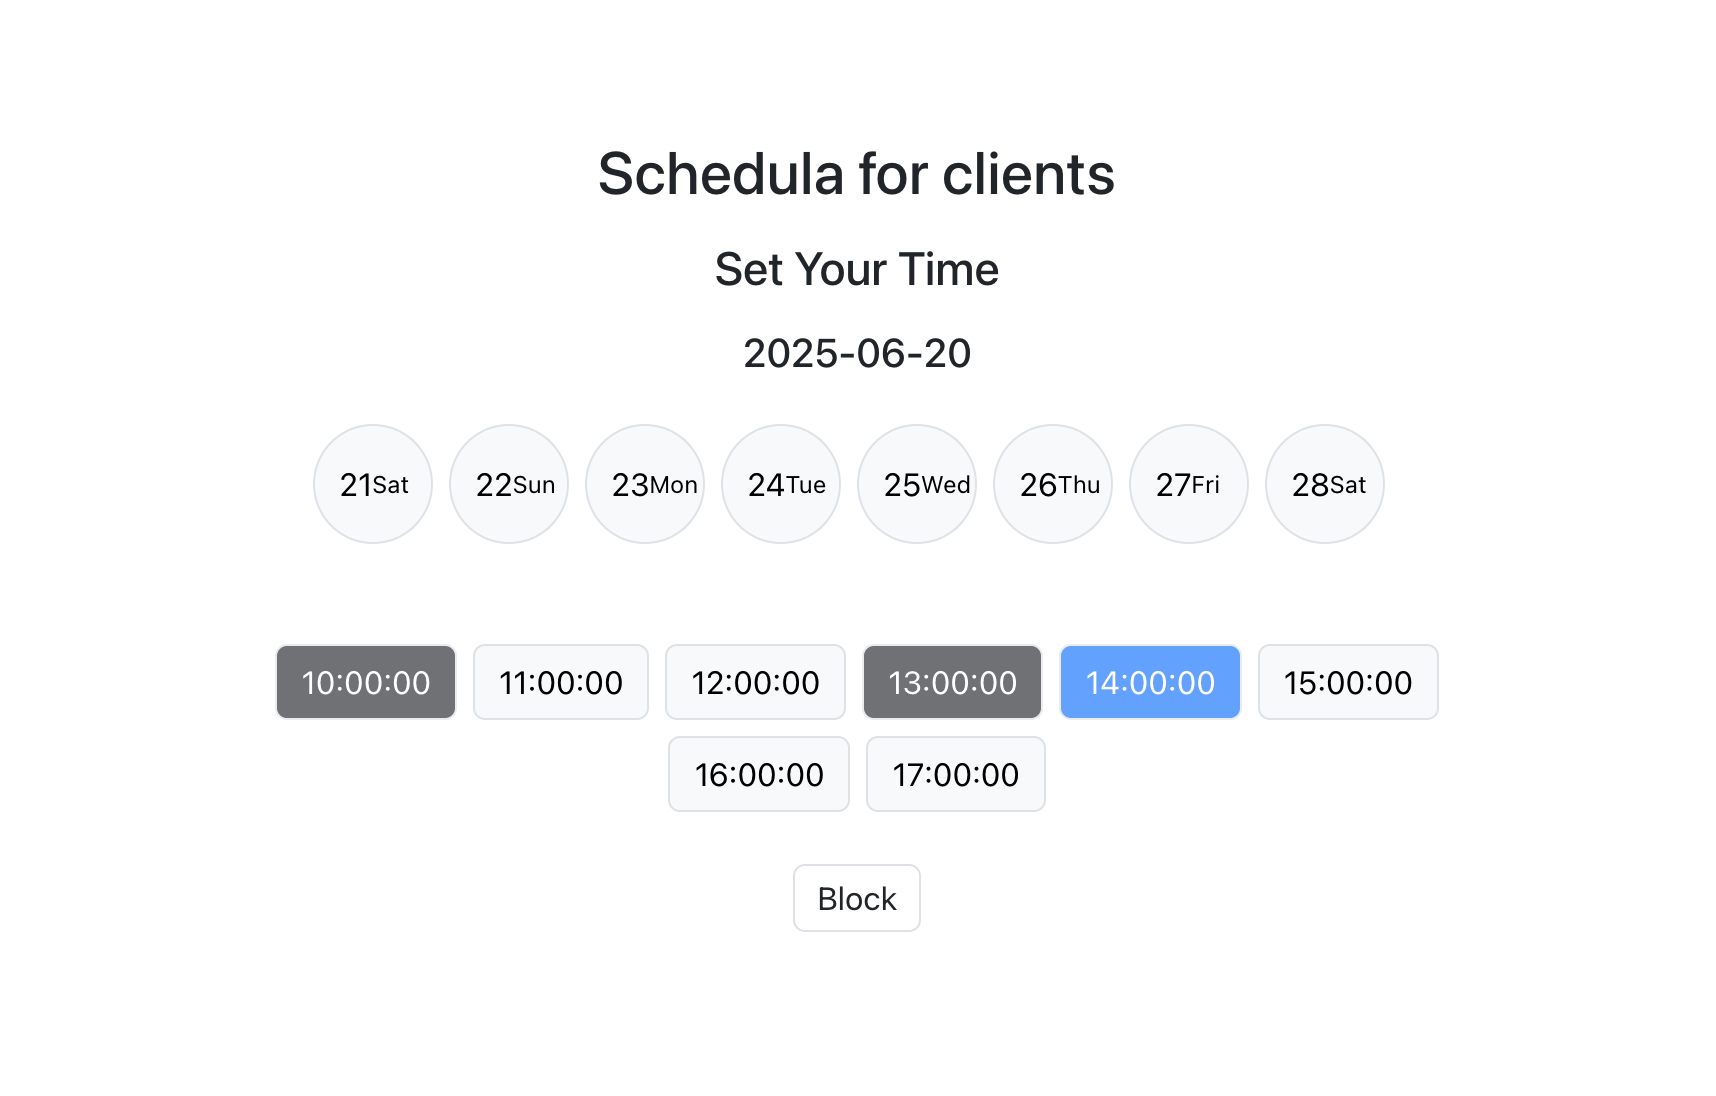 Schedula for clients
Set Your Time
2025-06-20
21Sat 22Sun 23Mon 24Tue 25Wed 26Thu 27Fri 28Sat
10:00:00 11:00:00 12:00:00 13:00:00 14:00:00 15:00:00
16:00:00 17:00:00
Block